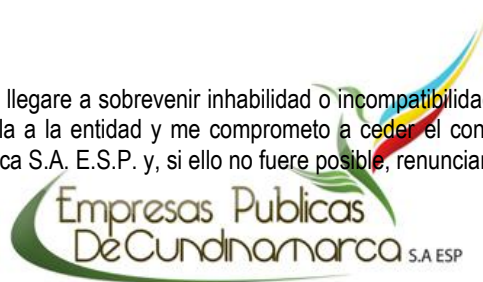 llegare a sobrevenir inhabilidad o incompatibilidad
la a la entidad y me comprometo a ceder el con
ca S.A. E.S.P. y, si ello no fuere posible, renunciar
Empresas Publicas
DeCundinamarca S.A ESP